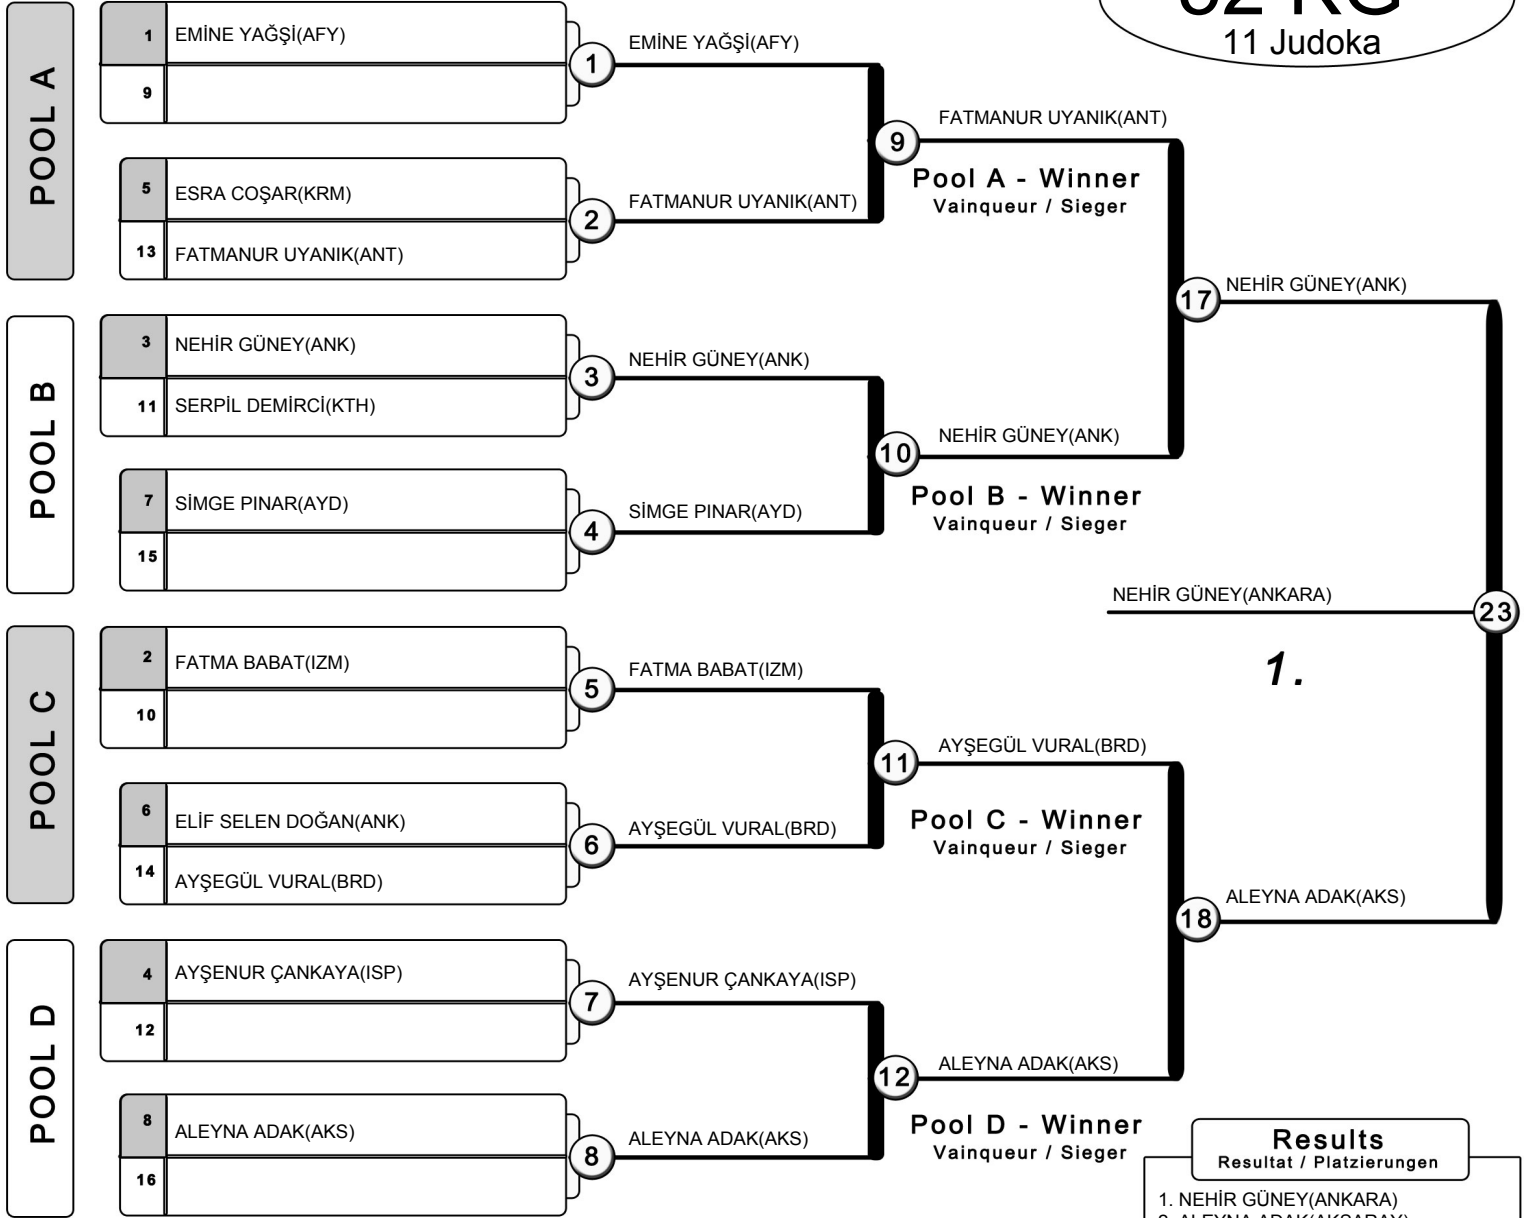 11 Judoka
POOL A
1 EMİNE YAĞŞİ(AFY)
9
1
EMİNE YAĞŞİ(AFY)
5 ESRA COŞAR(KRM)
13 FATMANUR UYANIK(ANT)
2
FATMANUR UYANIK(ANT)
9
FATMANUR UYANIK(ANT)
Pool A - Winner
Vainqueur / Sieger
POOL B
3 NEHİR GÜNEY(ANK)
11 SERPİL DEMİRCİ(KTH)
3
NEHİR GÜNEY(ANK)
7 SİMGE PINAR(AYD)
15
4
SİMGE PINAR(AYD)
10
NEHİR GÜNEY(ANK)
Pool B - Winner
Vainqueur / Sieger
17
NEHİR GÜNEY(ANK)
NEHİR GÜNEY(ANKARA)
23
1.
POOL C
2 FATMA BABAT(IZM)
10
5
FATMA BABAT(IZM)
6 ELİF SELEN DOĞAN(ANK)
14 AYŞEGÜL VURAL(BRD)
6
AYŞEGÜL VURAL(BRD)
11
AYŞEGÜL VURAL(BRD)
Pool C - Winner
Vainqueur / Sieger
18
ALEYNA ADAK(AKS)
POOL D
4 AYŞENUR ÇANKAYA(ISP)
12
7
AYŞENUR ÇANKAYA(ISP)
8 ALEYNA ADAK(AKS)
16
8
ALEYNA ADAK(AKS)
12
ALEYNA ADAK(AKS)
Pool D - Winner
Vainqueur / Sieger
Results
Resultat / Platzierungen
1. NEHİR GÜNEY(ANKARA)
2. ALEYNA ADAK(AKSARAY)